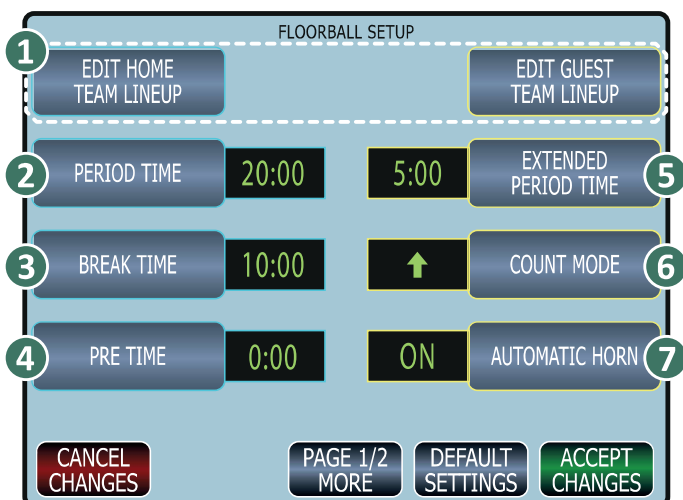 FLOORBALL SETUP
1
EDIT HOME
TEAM LINEUP
EDIT GUEST
TEAM LINEUP
2
PERIOD TIME
20:00
5:00
EXTENDED
PERIOD TIME
5
3
BREAK TIME
10:00
COUNT MODE
6
4
PRE TIME
0:00
ON
AUTOMATIC HORN
7
CANCEL
CHANGES
PAGE 1/2
MORE
DEFAULT
SETTINGS
ACCEPT
CHANGES